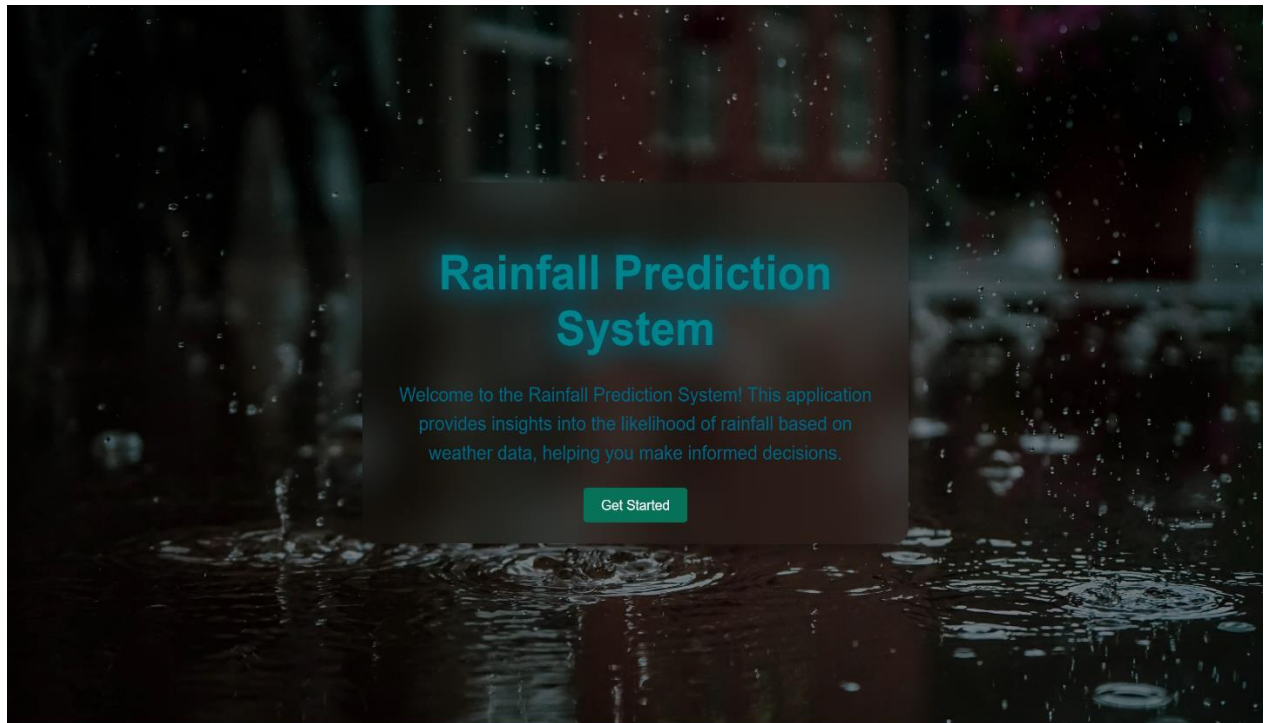 Rainfall Prediction
System
Welcome to the Rainfall Prediction System! This application
provides insights into the likelihood of rainfall based on
weather data, helping you make informed decisions.
Get Started